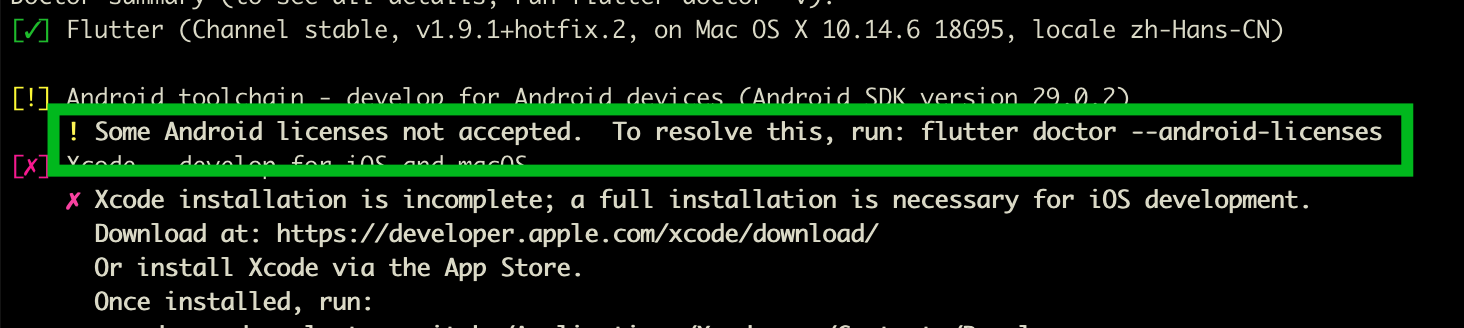 Doctor summary (to see all details, run flutter doctor -v):
[✓] Flutter (Channel stable, v1.9.1+hotfix.2, on Mac OS X 10.14.6 18G95, locale zh-Hans-CN)
[!] Android toolchain - develop for Android devices (Android SDK version 29.0.2)
! Some Android licenses not accepted.  To resolve this, run: flutter doctor --android-licenses
[✗] Xcode - develop for iOS and macOS
✗ Xcode installation is incomplete; a full installation is necessary for iOS development.
Download at: https://developer.apple.com/xcode/download/
Or install Xcode via the App Store.
Once installed, run: